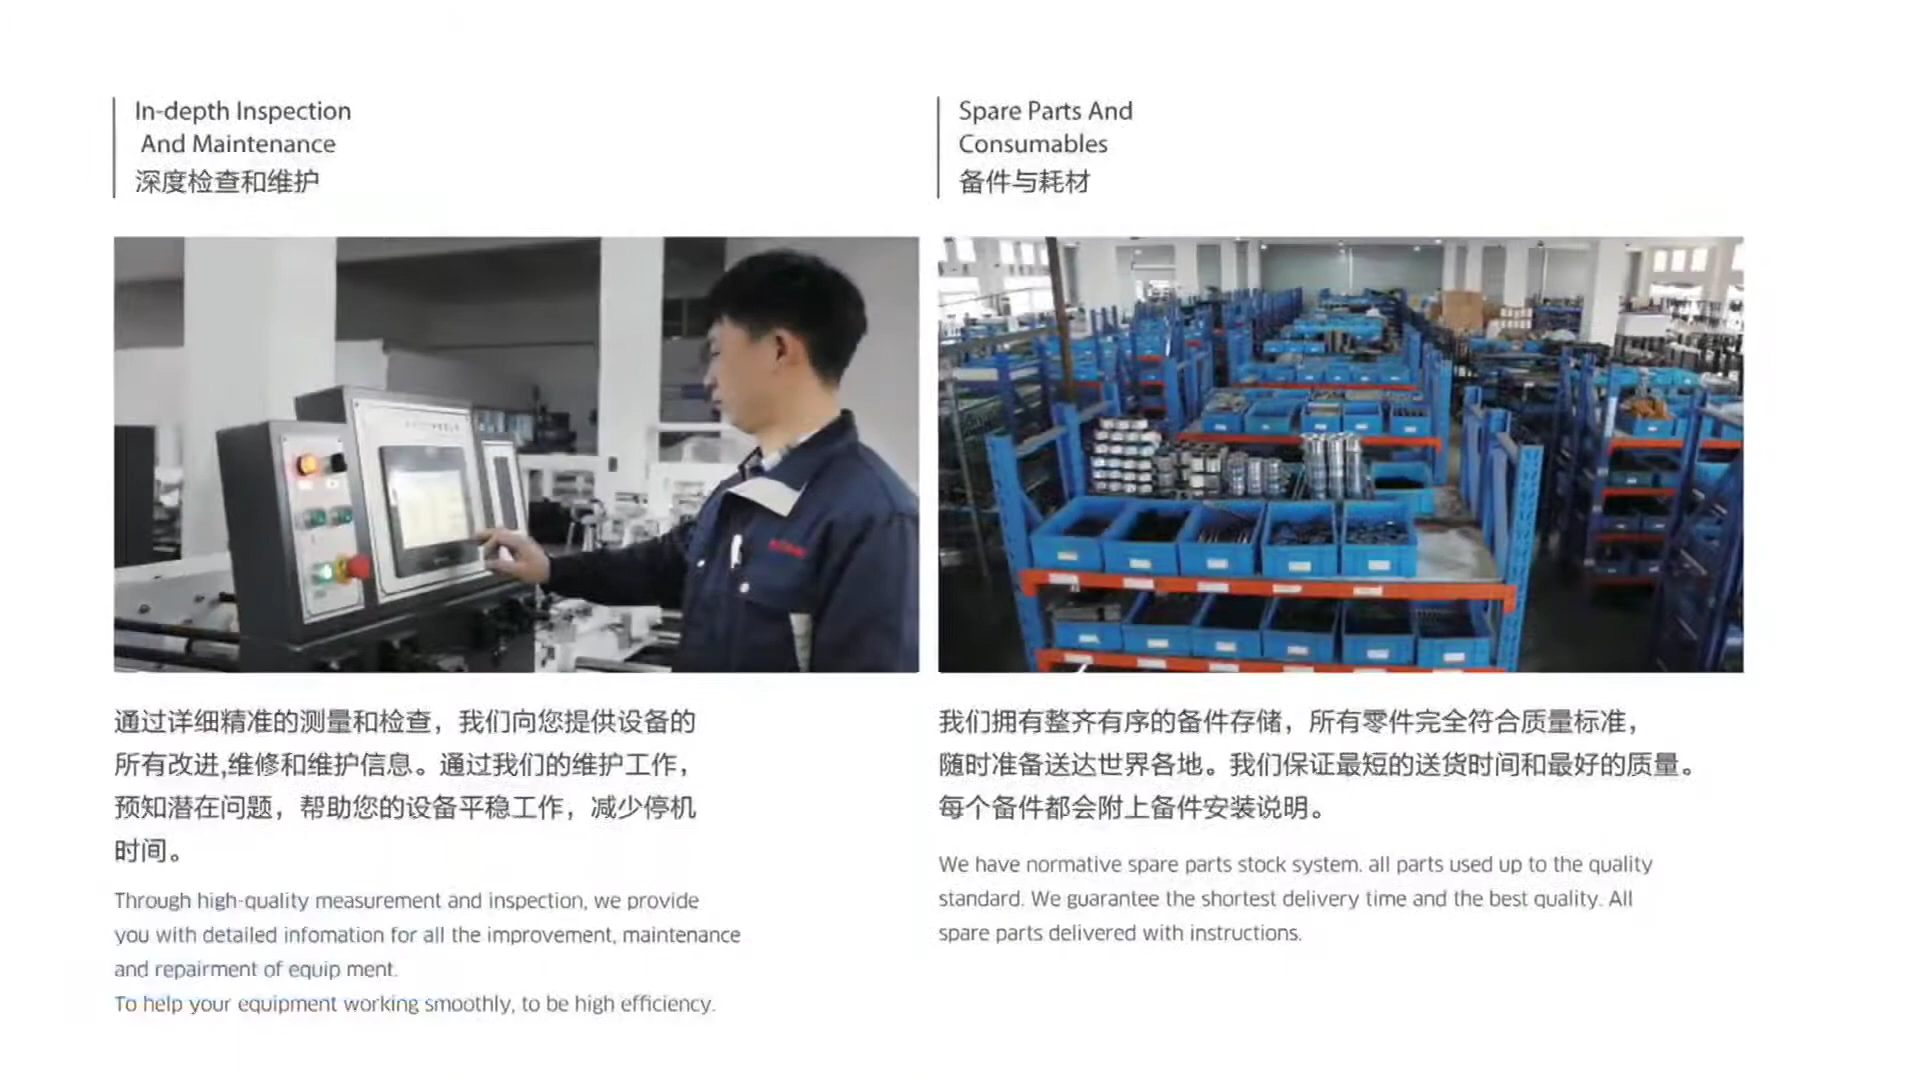 In-depth Inspection
And Maintenance
深度检查和维护
通过详细精准的测量和检查，我们向您提供设备的
所有改进,维修和维护信息。通过我们的维护工作，
预知潜在问题，帮助您的设备平稳工作，减少停机
时间。
Through high-quality measurement and inspection, we provide
you with detailed infomation for all the improvement, maintenance
and repairment of equip ment.
To help your equipment working smoothly, to be high efficiency.
Spare Parts And
Consumables
备件与耗材
我们拥有整齐有序的备件存储，所有零件完全符合质量标准，
随时准备送达世界各地。我们保证最短的送货时间和最好的质量。
每个备件都会附上备件安装说明。
We have normative spare parts stock system. all parts used up to the quality
standard. We guarantee the shortest delivery time and the best quality. All
spare parts delivered with instructions.